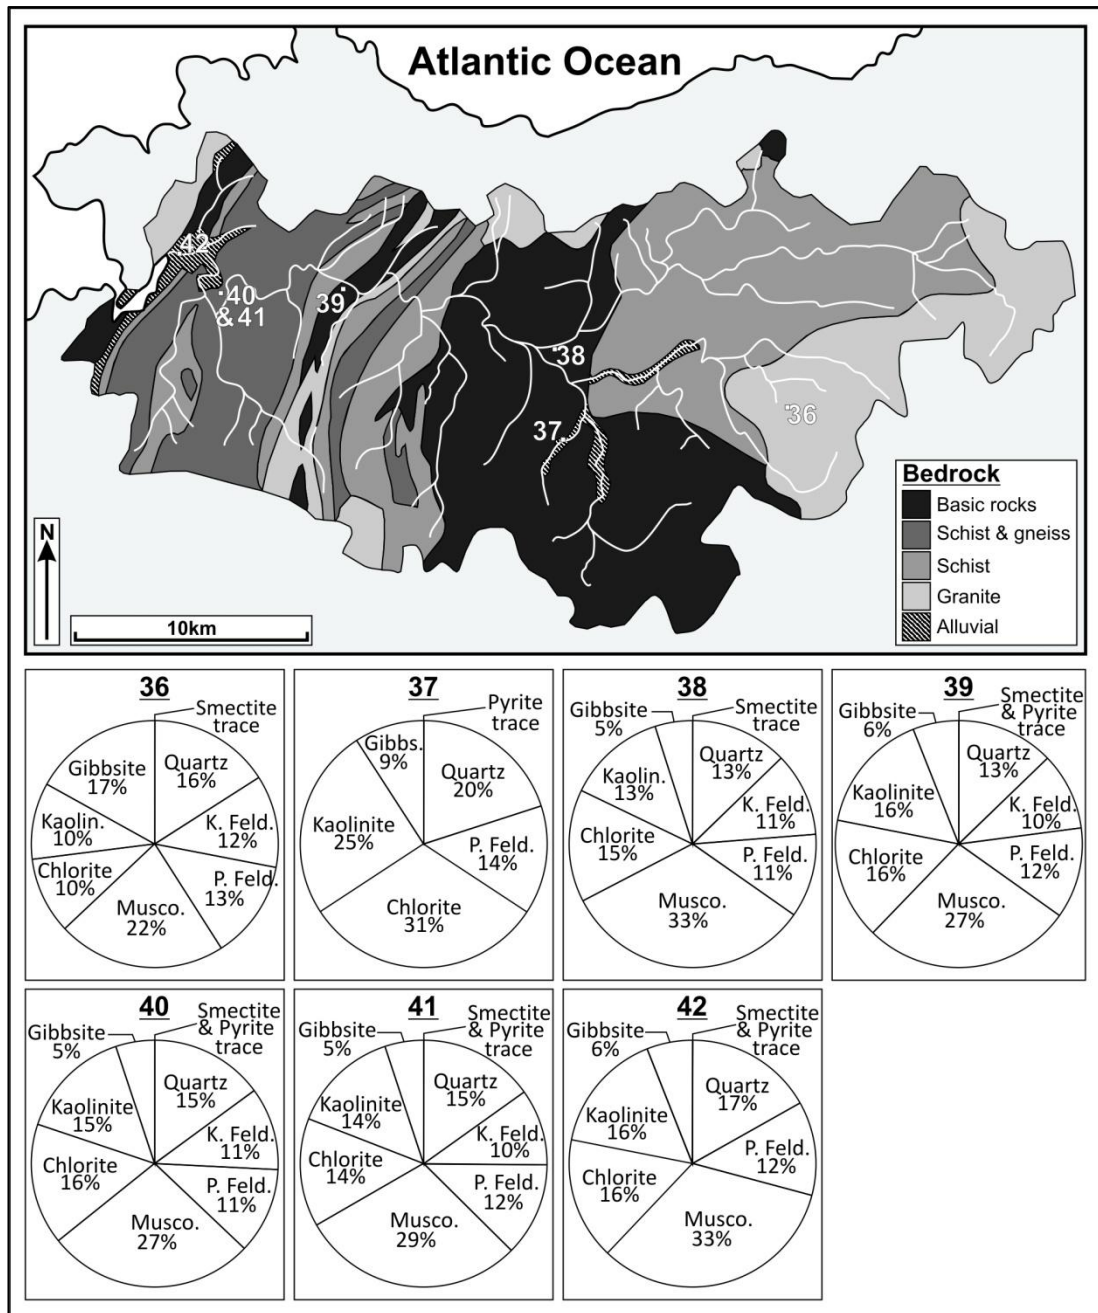 Atlantic Ocean
42
40
& 41
39
38
37
36
N
10km
Bedrock
Basic rocks
Schist & gneiss
Schist
Granite
Alluvial
36
Smectite
trace
Quartz
16%
K. Feld.
12%
P. Feld.
13%
Musco.
22%
Chlorite
10%
Kaolin.
10%
Gibbsite
17%
37
Pyrite
trace
Quartz
20%
P. Feld.
14%
Chlorite
31%
Kaolinite
25%
Gibbs.
9%
38
Smectite
trace
Quartz
13%
K. Feld.
11%
P. Feld.
11%
Musco.
33%
Chlorite
15%
Kaolin.
13%
Gibbsite
5%
39
Smectite
& Pyrite
trace
Quartz
13%
K. Feld.
10%
P. Feld.
12%
Musco.
27%
Chlorite
16%
Kaolinite
16%
Gibbsite
6%
40
Smectite
& Pyrite
trace
Quartz
15%
K. Feld.
11%
P. Feld.
11%
Musco.
27%
Chlorite
16%
Kaolinite
15%
Gibbsite
5%
41
Smectite
& Pyrite
trace
Quartz
15%
K. Feld.
10%
P. Feld.
12%
Musco.
29%
Chlorite
14%
Kaolinite
14%
Gibbsite
5%
42
Smectite
& Pyrite
trace
Quartz
17%
P. Feld.
12%
Musco.
33%
Chlorite
16%
Kaolinite
16%
Gibbsite
6%